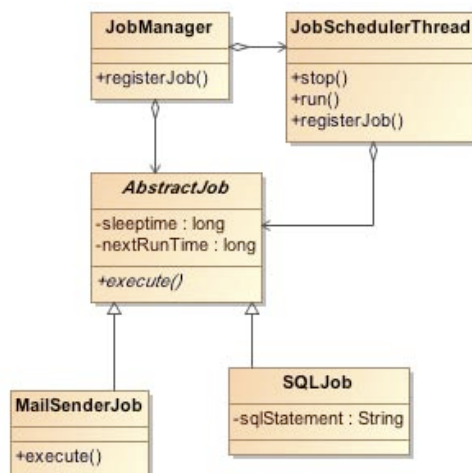 JobManager
+registerJob()
JobSchedulerThread
+stop()
+run()
+registerJob()
AbstractJob
-sleeptime : long
-nextRunTime : long
+execute()
MailSenderJob
+execute()
SQLJob
-sqlStatement : String